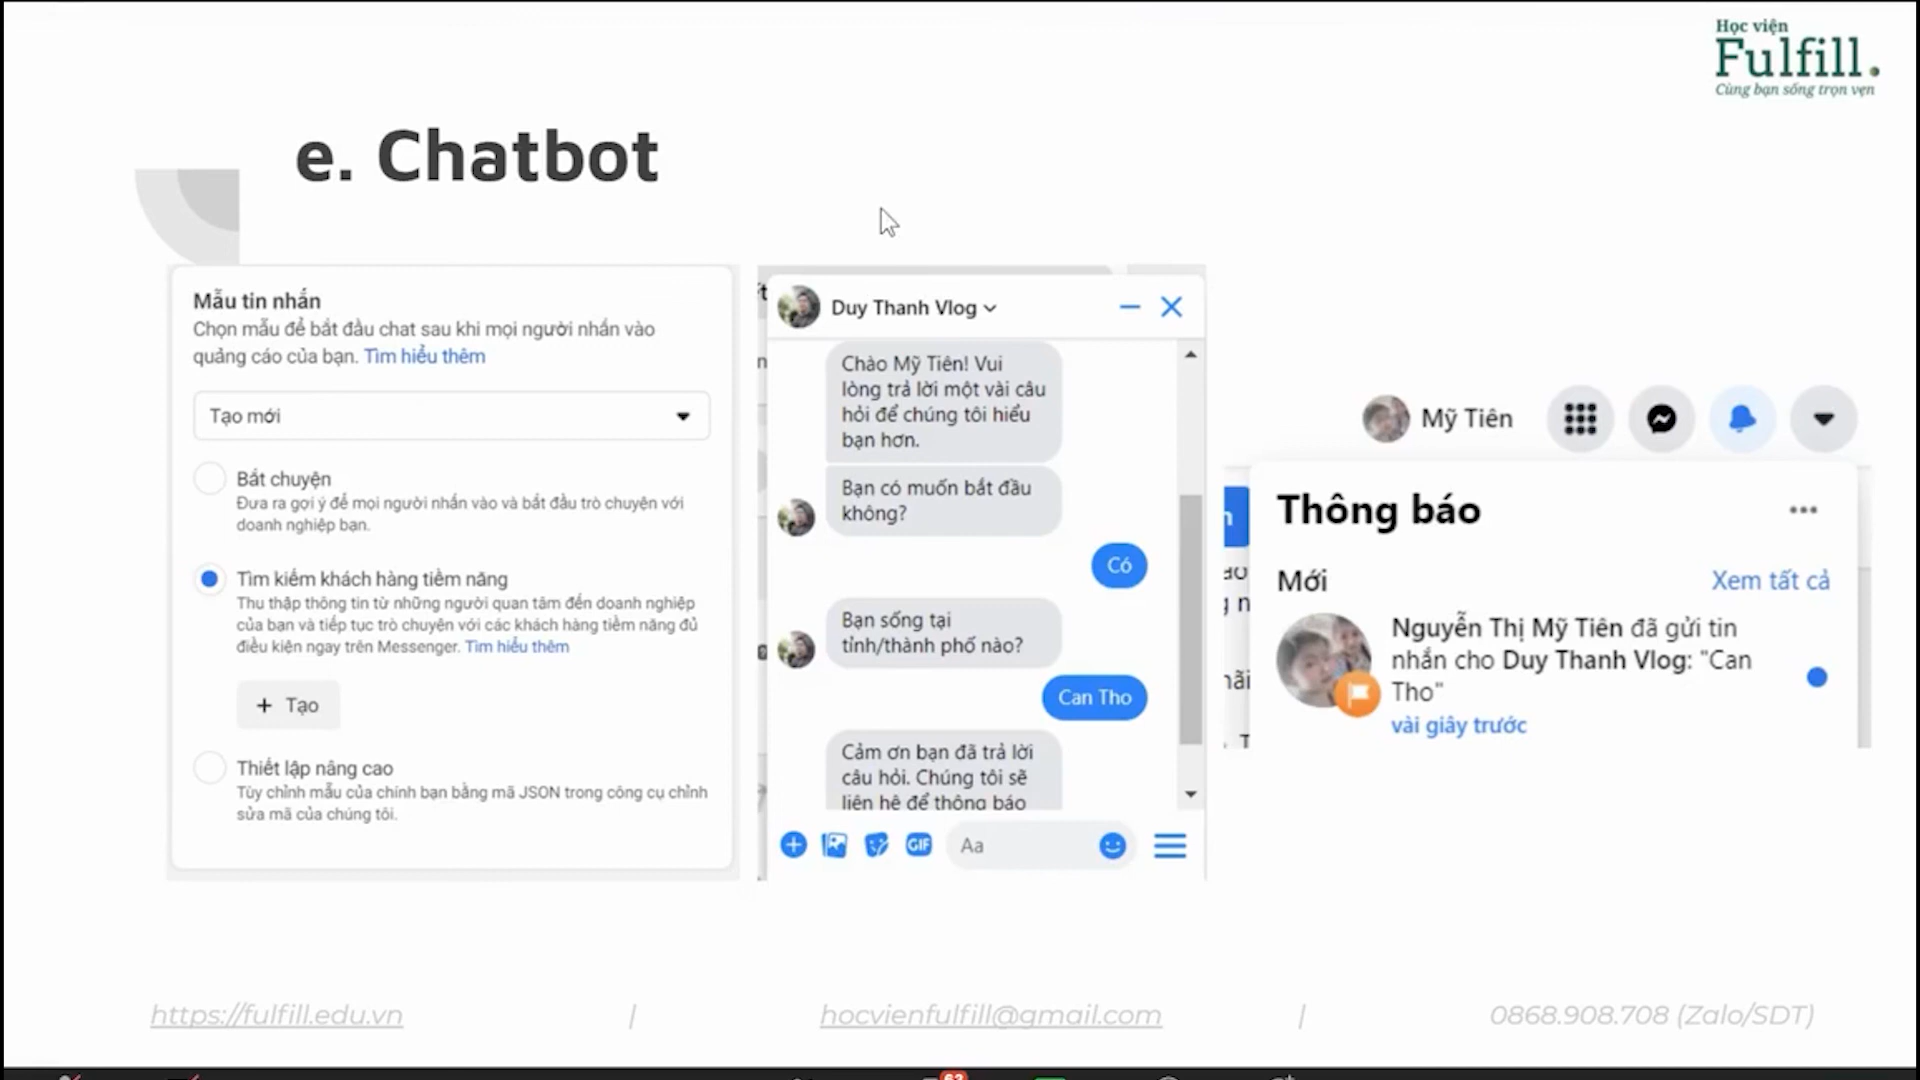 Học viện
Fulfill.
Cùng bạn sống trọn vẹn
e. Chatbot
Mẫu tin nhắn
Chọn mẫu để bắt đầu chat sau khi mọi người nhấn vào
quảng cáo của bạn. Tìm hiểu thêm
Tạo mới
Bắt chuyện
Đưa ra gợi ý để mọi người nhấn vào và bắt đầu trò chuyện với
doanh nghiệp bạn.
Tìm kiếm khách hàng tiềm năng
Thu thập thông tin từ những người quan tâm đến doanh nghiệp
của bạn và tiếp tục trò chuyện với các khách hàng tiềm năng đủ
điều kiện ngay trên Messenger. Tìm hiểu thêm
+ Tạo
Thiết lập nâng cao
Tùy chỉnh mẫu của chính bạn bằng mã JSON trong công cụ chỉnh
sửa mã của chúng tôi.
Duy Thanh Vlog
Chào Mỹ Tiên! Vui
lòng trả lời một vài câu
hỏi để chúng tôi hiểu
bạn hơn.
Bạn có muốn bắt đầu
không?
Có
Bạn sống tại
tỉnh/thành phố nào?
Can Tho
Cảm ơn bạn đã trả lời
câu hỏi. Chúng tôi sẽ
liên hệ để thông báo
GIF
Aa
Mỹ Tiên
Thông báo
Mới
Xem tất cả
Nguyễn Thị Mỹ Tiên đã gửi tin
nhắn cho Duy Thanh Vlog: "Can
Tho"
vài giây trước
https://fulfill.edu.vn | hocvienfulfill@gmail.com | 0868.908.708 (Zalo/SDT)